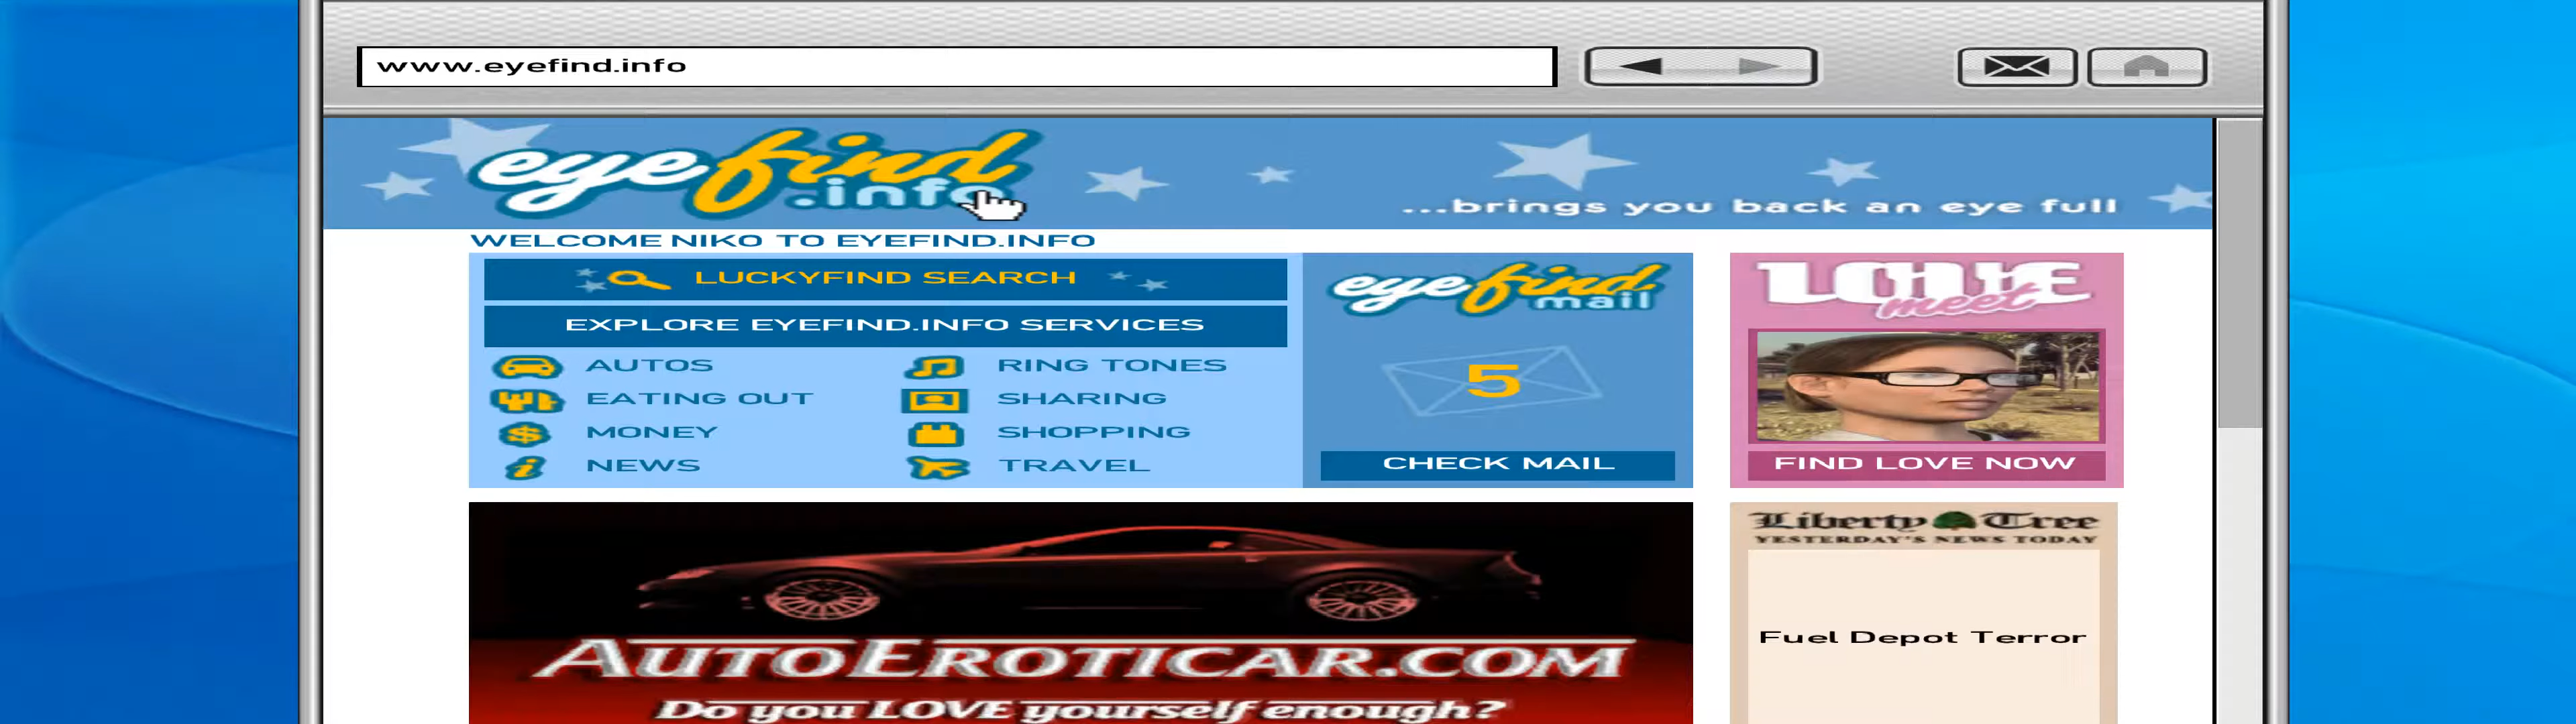 www.eyefind.info
eyefind.info
...brings you back an eye full
WELCOME NIKO TO EYEFIND.INFO
LUCKYFIND SEARCH
EXPLORE EYEFIND.INFO SERVICES
AUTOS
RING TONES
EATING OUT
SHARING
MONEY
SHOPPING
NEWS
TRAVEL
eyefind mail
5
CHECK MAIL
LOVE meet
FIND LOVE NOW
AUTOEROTICAR.COM
Do you LOVE yourself enough?
Liberty Tree
YESTERDAY'S NEWS TODAY
Fuel Depot Terror